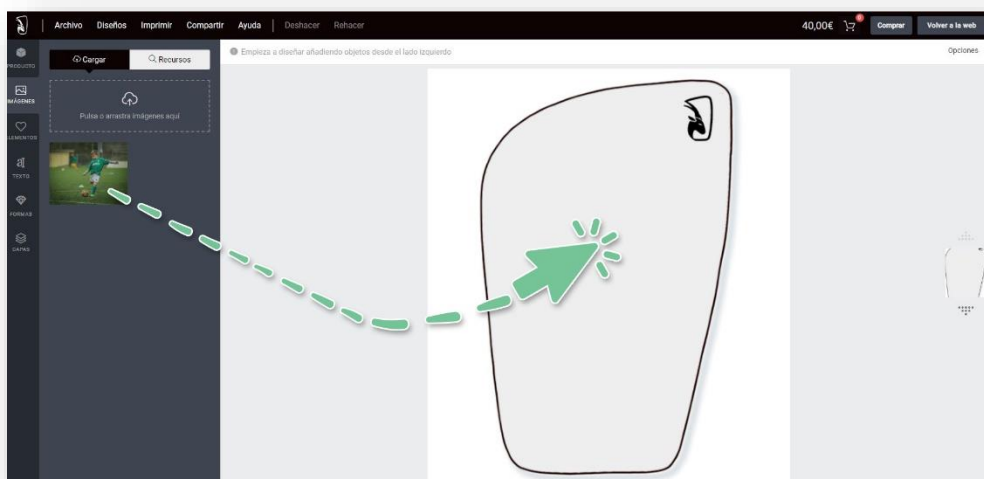 Archivo Diseños Imprimir Compartir Ayuda Deshacer Rehacer 40,00€ 0 Comprar Volver a la web
PRODUCTO
Cargar Recursos
Empieza a diseñar añadiendo objetos desde el lado izquierdo
Opciones
IMÁGENES
Pulsa o arrastra imágenes aquí
ELEMENTOS
TEXTO
FORMAS
CAPAS